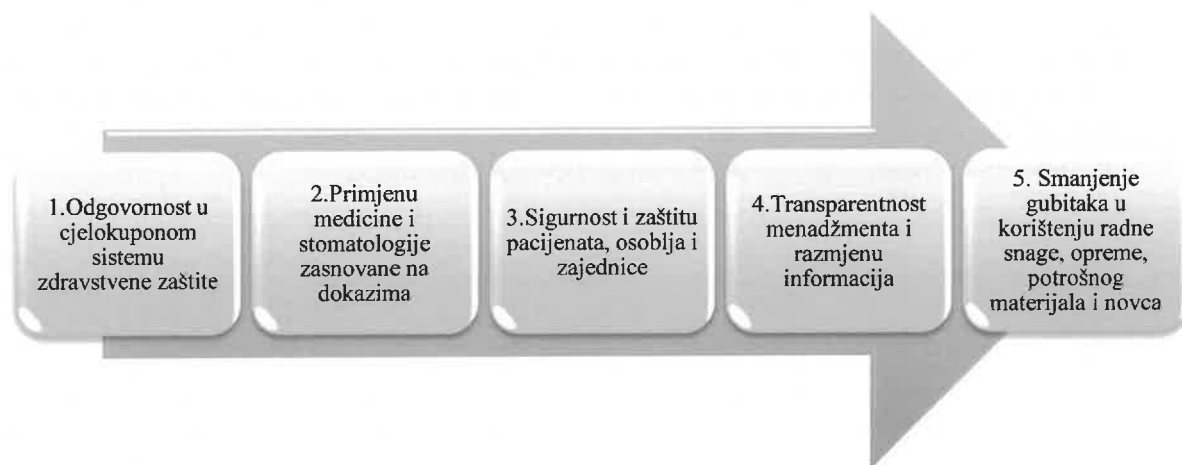 1.Odgovornost u
cjelokuponom
sistemu
zdravstvene zaštite
2.Primjenu
medicine i
stomatologije
zasnovane na
dokazima
3.Sigurnost i zaštitu
pacijenata, osoblja i
zajednice
4.Transparentnost
menadžmenta i
razmjenu
informacija
5. Smanjenje
gubitaka u
korištenju radne
snage, opreme,
potrošnog
materijala i novca